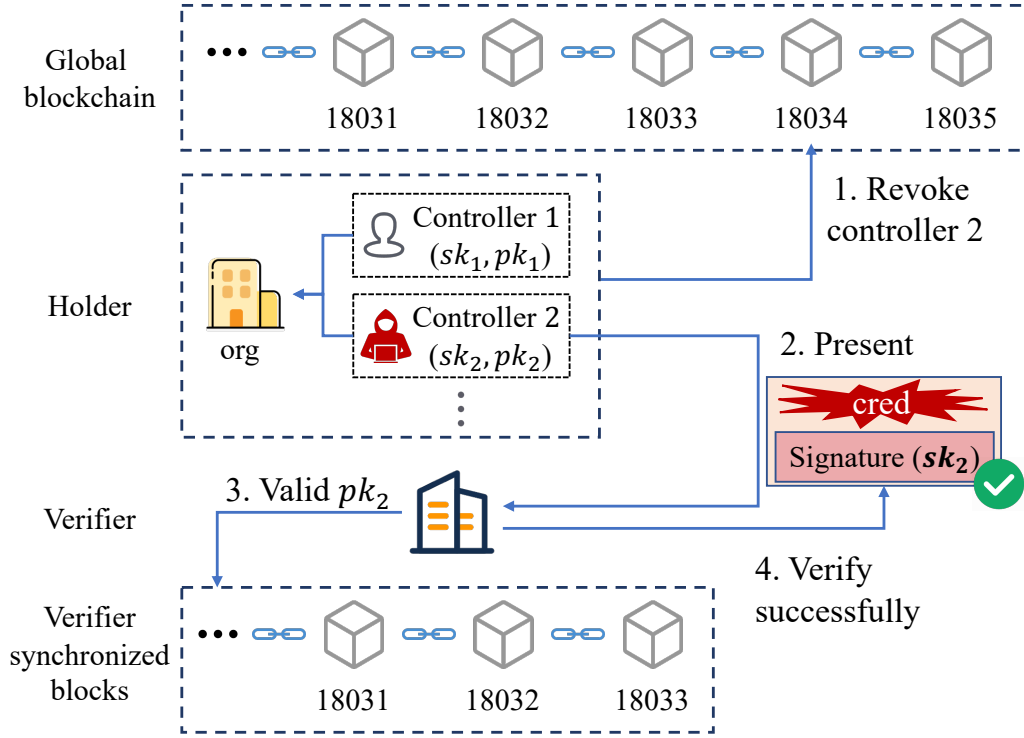 Global
blockchain
18031 18032 18033 18034 18035
1. Revoke
controller 2
Holder
org
Controller 1
(sk₁, pk₁)
Controller 2
(sk₂, pk₂)
2. Present
cred
Signature (sk₂)
Verifier
3. Valid pk₂
4. Verify
successfully
Verifier
synchronized
blocks
18031 18032 18033